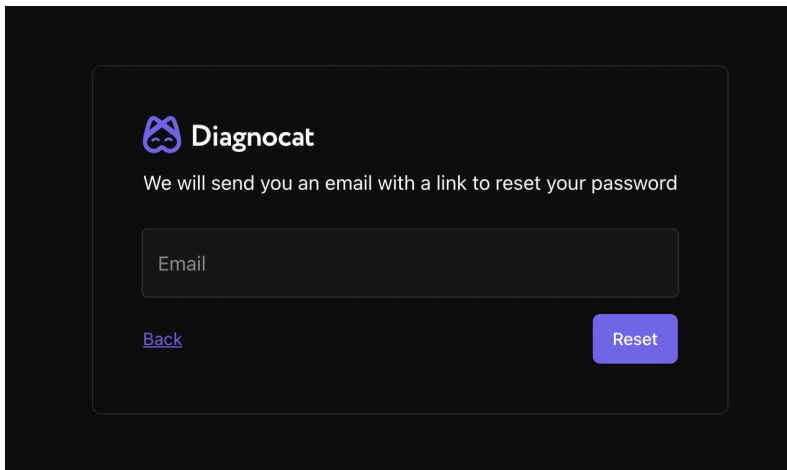 Diagnocat
We will send you an email with a link to reset your password
Email
Back
Reset